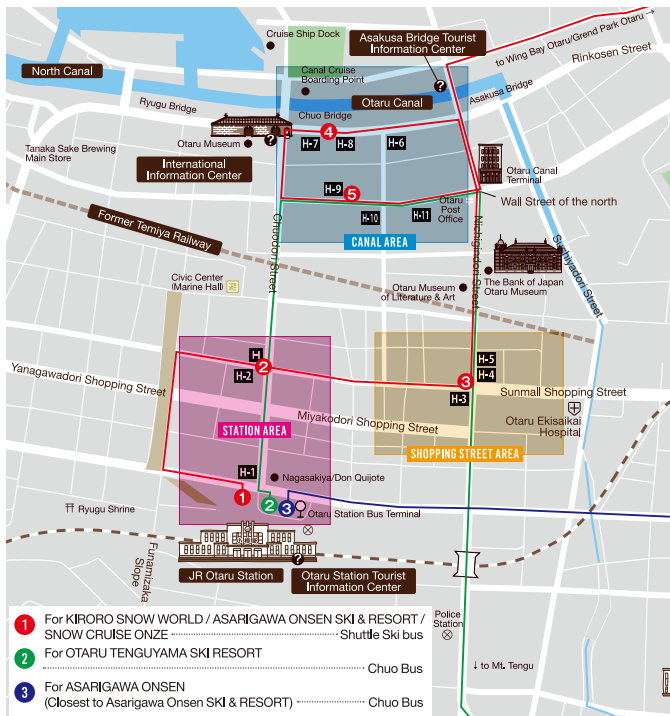 Cruise Ship Dock
Asakusa Bridge Tourist
Information Center
to Wing Bay Otaru/Grend Park Otaru →
Rinkosen Street
North Canal
Canal Cruise
Boarding Point
?
Otaru Canal
Asakusa Bridge
Ryugu Bridge
Chuo Bridge
4
Tanaka Sake Brewing
Main Store
Otaru Museum
?
H-7
H-8
H-6
International
Information Center
Otaru Canal
Terminal
H-9
5
Wall Street of the north
H-10
H-11
Otaru
Post
Office
CANAL AREA
Former Temiya Railway
Chuodori Street
Nichigindori Street
Sushiyadori Street
Civic Center
(Marine Hall)
Otaru Museum
of Literature & Art
The Bank of Japan
Otaru Museum
H
2
H-2
H-5
H-4
3
H-3
Yanagawadori Shopping Street
Sunmall Shopping Street
Miyakodori Shopping Street
Otaru Ekisaikai
Hospital
STATION AREA
SHOPPING STREET AREA
H-1
Nagasakiya/Don Quijote
1
2
3
Otaru Station Bus Terminal
Ryugu Shrine
Funamizaka
Slope
?
JR Otaru Station
Otaru Station Tourist
Information Center
Police
Station
↓ to Mt. Tengu
1 For KIRORO SNOW WORLD / ASARIGAWA ONSEN SKI & RESORT /
SNOW CRUISE ONZE Shuttle Ski bus
2 For OTARU TENGUYAMA SKI RESORT
Chuo Bus
3 For ASARIGAWA ONSEN
(Closest to Asarigawa Onsen SKI & RESORT) Chuo Bus